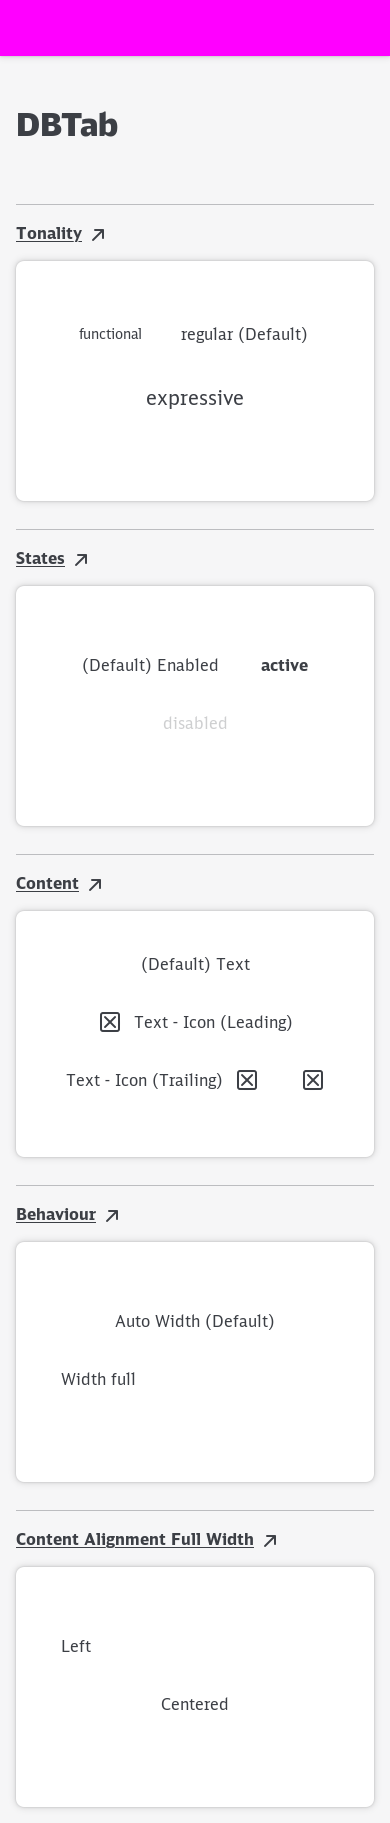 DBTab
Tonality
functional regular (Default)
expressive
States
(Default) Enabled active
disabled
Content
(Default) Text
Text - Icon (Leading)
Text - Icon (Trailing)
Behaviour
Auto Width (Default)
Width full
Content Alignment Full Width
Left
Centered